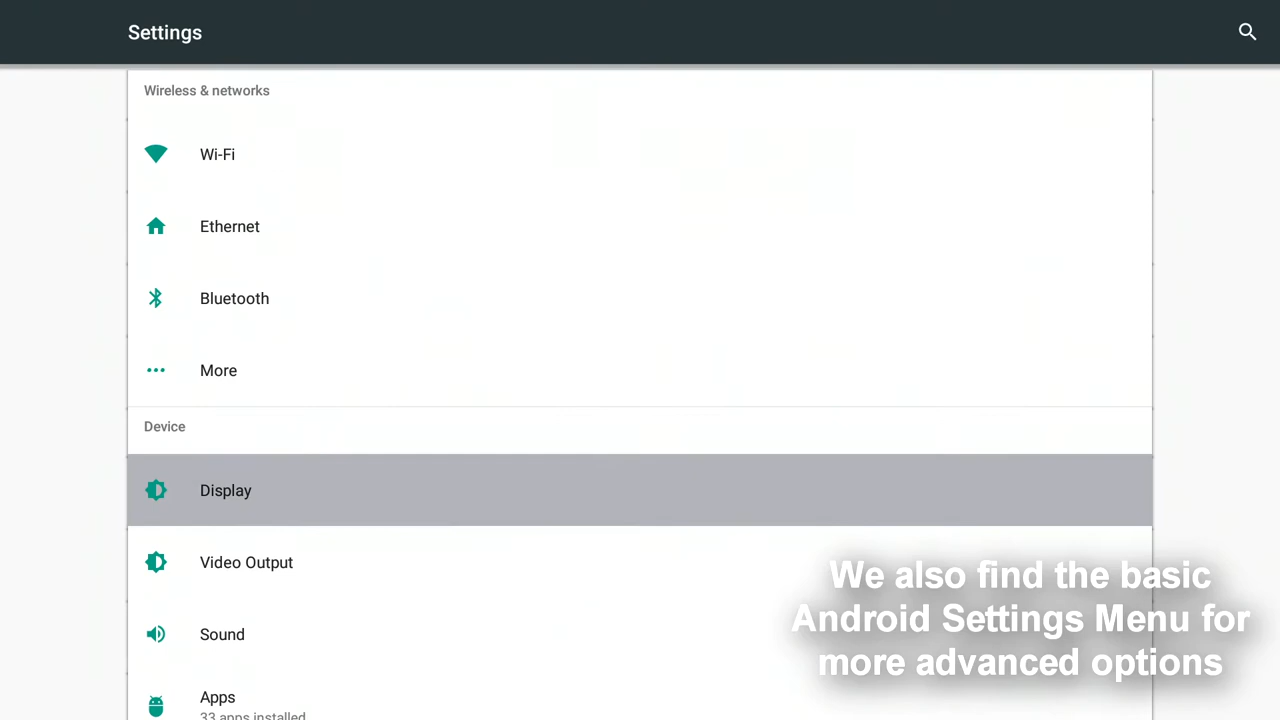 Settings
Wireless & networks
Wi-Fi
Ethernet
Bluetooth
More
Device
Display
Video Output
Sound
Apps
33 apps installed
We also find the basic
Android Settings Menu for
more advanced options